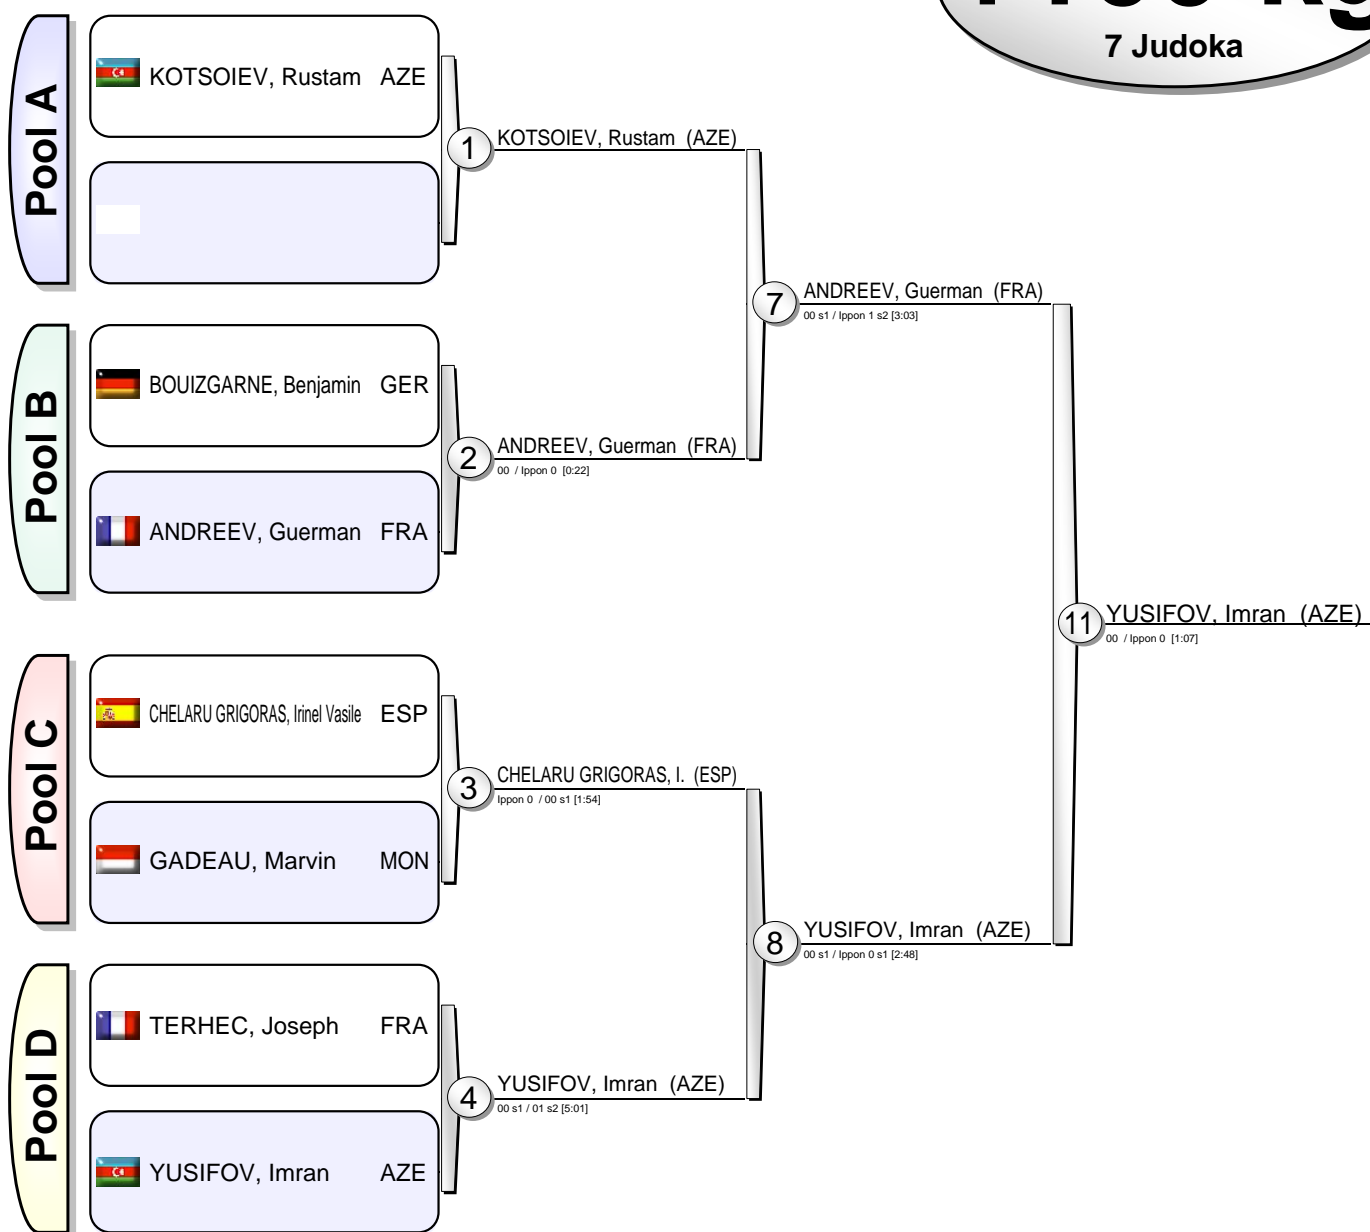 7 Judoka
Pool A
KOTSOIEV, Rustam AZE
1 KOTSOIEV, Rustam (AZE)
7 ANDREEV, Guerman (FRA)
00 s1 / Ippon 1 s2 [3:03]
Pool B
BOUIZGARNE, Benjamin GER
2 ANDREEV, Guerman (FRA)
00 / Ippon 0 [0:22]
ANDREEV, Guerman FRA
11 YUSIFOV, Imran (AZE)
00 / Ippon 0 [1:07]
Pool C
CHELARU GRIGORAS, Irinel Vasile ESP
3 CHELARU GRIGORAS, I. (ESP)
Ippon 0 / 00 s1 [1:54]
GADEAU, Marvin MON
8 YUSIFOV, Imran (AZE)
00 s1 / Ippon 0 s1 [2:48]
Pool D
TERHEC, Joseph FRA
4 YUSIFOV, Imran (AZE)
00 s1 / 01 s2 [5:01]
YUSIFOV, Imran AZE